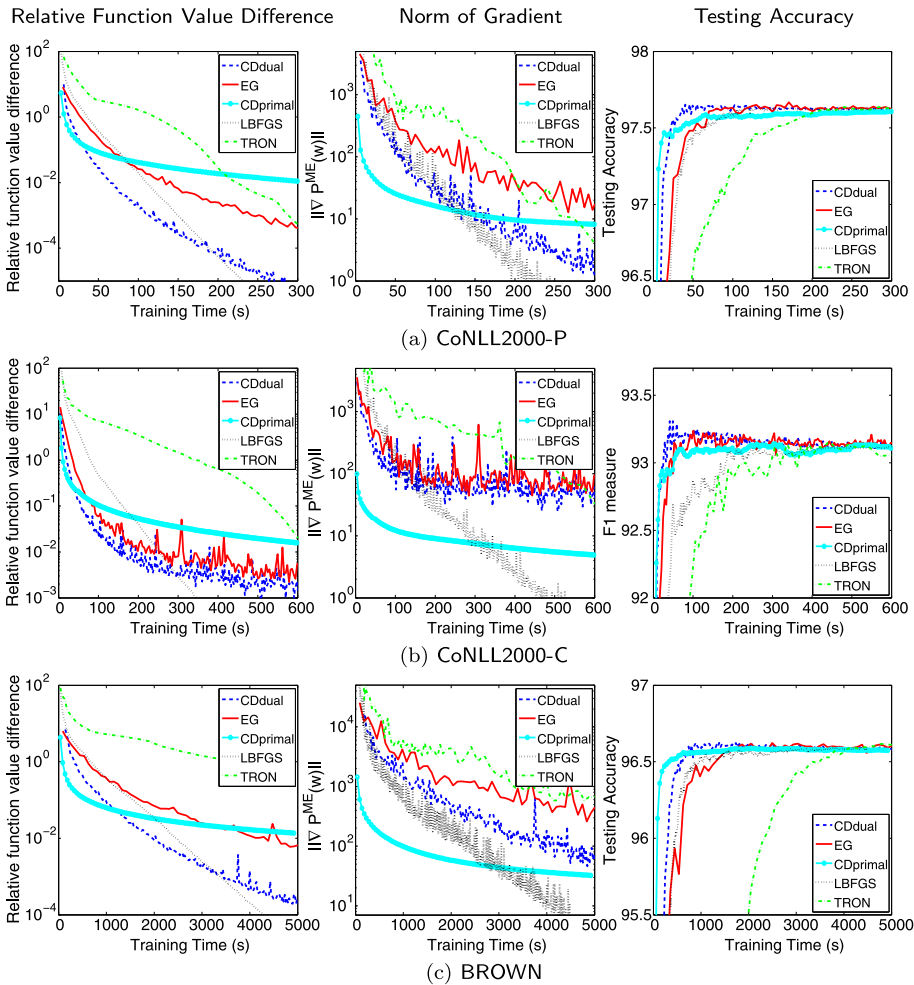 Relative Function Value Difference
Norm of Gradient
Testing Accuracy
Relative function value difference
10^2
10^0
10^-2
10^-4
0 50 100 150 200 250 300
Training Time (s)
CDdual
EG
CDprimal
LBFGS
TRON
||∇ P^ME(w)||
10^3
10^2
10^1
10^0
0 50 100 150 200 250 300
Training Time (s)
CDdual
EG
CDprimal
LBFGS
TRON
Testing Accuracy
98
97.5
97
96.5
0 50 100 150 200 250 300
Training Time (s)
CDdual
EG
CDprimal
LBFGS
TRON
(a) CoNLL2000-P
Relative function value difference
10^2
10^1
10^0
10^-1
10^-2
10^-3
0 100 200 300 400 500 600
Training Time (s)
CDdual
EG
CDprimal
LBFGS
TRON
||∇ P^ME(w)||
10^3
10^2
10^1
10^0
0 100 200 300 400 500 600
Training Time (s)
CDdual
EG
CDprimal
LBFGS
TRON
F1 measure
93.5
93
92.5
92
0 100 200 300 400 500 600
Training Time (s)
CDdual
EG
CDprimal
LBFGS
TRON
(b) CoNLL2000-C
Relative function value difference
10^2
10^0
10^-2
10^-4
0 1000 2000 3000 4000 5000
Training Time (s)
CDdual
EG
CDprimal
LBFGS
TRON
||∇ P^ME(w)||
10^4
10^3
10^2
10^1
0 1000 2000 3000 4000 5000
Training Time (s)
CDdual
EG
CDprimal
LBFGS
TRON
Testing Accuracy
97
96.5
96
95.5
0 1000 2000 3000 4000 5000
Training Time (s)
CDdual
EG
CDprimal
LBFGS
TRON
(c) BROWN